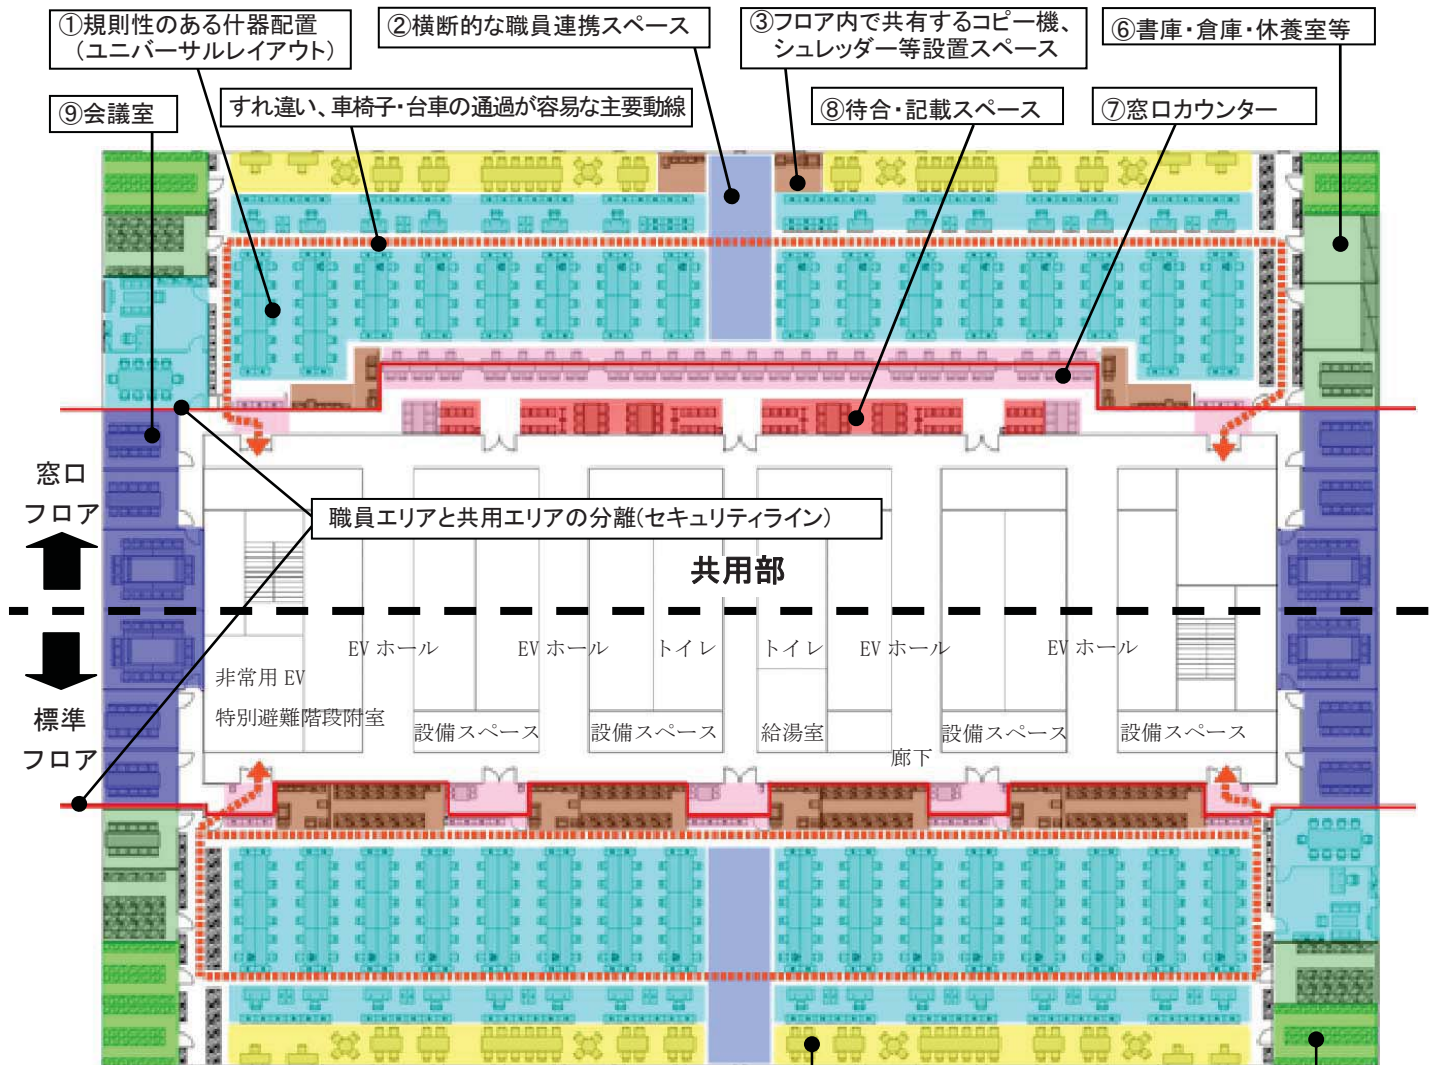 ①規則性のある什器配置
（ユニバーサルレイアウト）
②横断的な職員連携スペース
③フロア内で共有するコピー機、
シュレッダー等設置スペース
⑥書庫・倉庫・休養室等
⑨会議室
すれ違い、車椅子・台車の通過が容易な主要動線
⑧待合・記載スペース
⑦窓口カウンター
窓口
フロア
職員エリアと共用エリアの分離(セキュリティライン)
共用部
EV ホール
EV ホール
トイレ
トイレ
EV ホール
EV ホール
非常用 EV
特別避難階段附室
標準
フロア
設備スペース
設備スペース
給湯室
設備スペース
設備スペース
廊下